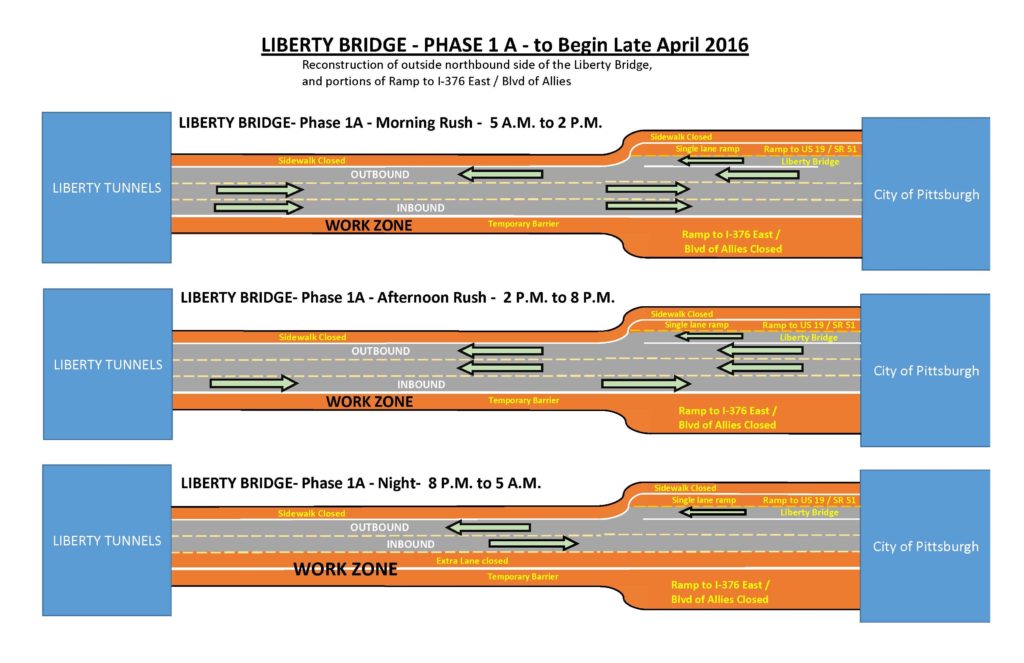 LIBERTY BRIDGE - PHASE 1 A - to Begin Late April 2016
Reconstruction of outside northbound side of the Liberty Bridge,
and portions of Ramp to I-376 East / Blvd of Allies
LIBERTY BRIDGE- Phase 1A - Morning Rush - 5 A.M. to 2 P.M.
Sidewalk Closed
Single lane ramp
Ramp to US 19 / SR 51
Sidewalk Closed
Liberty Bridge
OUTBOUND
LIBERTY TUNNELS
City of Pittsburgh
INBOUND
WORK ZONE
Temporary Barrier
Ramp to I-376 East /
Blvd of Allies Closed
LIBERTY BRIDGE- Phase 1A - Afternoon Rush - 2 P.M. to 8 P.M.
Sidewalk Closed
Single lane ramp
Ramp to US 19 / SR 51
Sidewalk Closed
Liberty Bridge
OUTBOUND
LIBERTY TUNNELS
City of Pittsburgh
INBOUND
WORK ZONE
Temporary Barrier
Ramp to I-376 East /
Blvd of Allies Closed
LIBERTY BRIDGE- Phase 1A - Night- 8 P.M. to 5 A.M.
Sidewalk Closed
Single lane ramp
Ramp to US 19 / SR 51
Sidewalk Closed
Liberty Bridge
OUTBOUND
LIBERTY TUNNELS
INBOUND
City of Pittsburgh
Extra Lane closed
WORK ZONE
Temporary Barrier
Ramp to I-376 East /
Blvd of Allies Closed